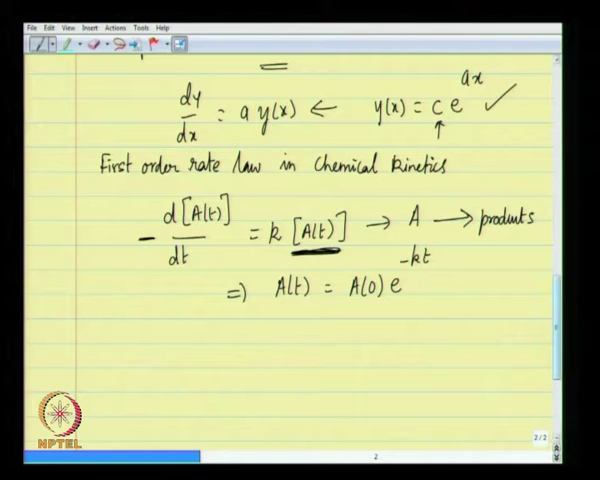 File Edit View Insert Actions Tools Help
dy/dx = a y(x) ← y(x) = c e^ax ✓
↑
First order rate law in Chemical Kinetics
- d[A(t)]/dt = k [A(t)] → A → products
⇒ A(t) = A(0) e^-kt
NPTEL
2/2
2